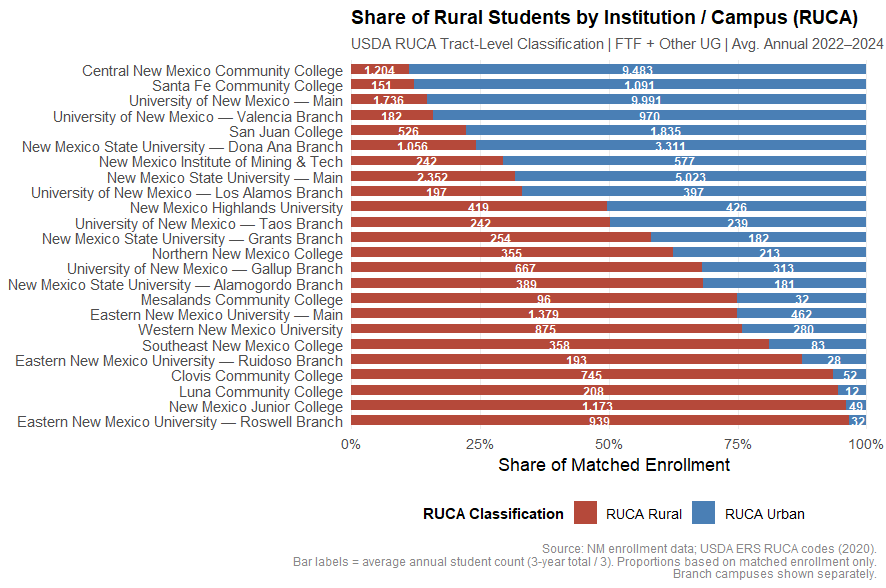 Share of Rural Students by Institution / Campus (RUCA)
USDA RUCA Tract-Level Classification | FTF + Other UG | Avg. Annual 2022–2024
Central New Mexico Community College 1,204 9,483
Santa Fe Community College 151 1,091
University of New Mexico — Main 1,736 9,991
University of New Mexico — Valencia Branch 182 970
San Juan College 526 1,835
New Mexico State University — Dona Ana Branch 1,056 3,311
New Mexico Institute of Mining & Tech 242 577
New Mexico State University — Main 2,352 5,023
University of New Mexico — Los Alamos Branch 197 397
New Mexico Highlands University 419 426
University of New Mexico — Taos Branch 242 239
New Mexico State University — Grants Branch 254 182
Northern New Mexico College 355 213
University of New Mexico — Gallup Branch 667 313
New Mexico State University — Alamogordo Branch 389 181
Mesalands Community College 96 32
Eastern New Mexico University — Main 1,379 462
Western New Mexico University 875 280
Southeast New Mexico College 358 83
Eastern New Mexico University — Ruidoso Branch 193 28
Clovis Community College 745 52
Luna Community College 208 12
New Mexico Junior College 1,173 49
Eastern New Mexico University — Roswell Branch 939 32
0% 25% 50% 75% 100%
Share of Matched Enrollment
RUCA Classification RUCA Rural RUCA Urban
Source: NM enrollment data; USDA ERS RUCA codes (2020).
Bar labels = average annual student count (3-year total / 3). Proportions based on matched enrollment only.
Branch campuses shown separately.